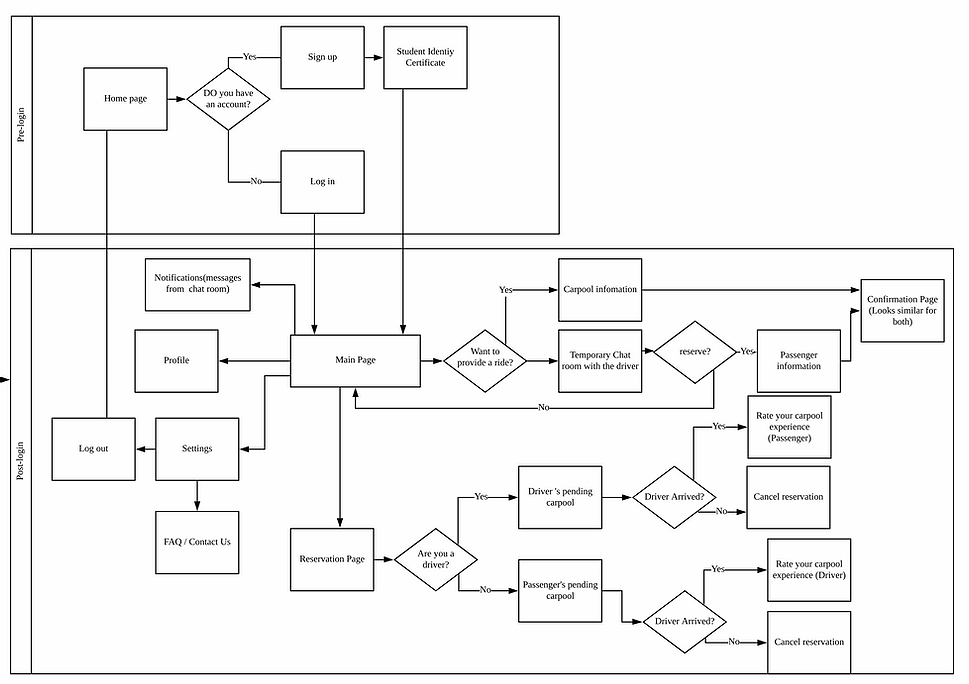 Pre-login
Home page
DO you have
an account?
Yes
Sign up
Student Identiy
Certificate
No
Log in
Post-login
Notifications(messages
from chat room)
Profile
Main Page
Log out
Settings
FAQ / Contact Us
Want to
provide a ride?
Yes
Carpool infomation
Temporary Chat
room with the driver
reserve?
Yes
Passenger
information
Confirmation Page
(Looks similar for
both)
No
Reservation Page
Are you a
driver?
Yes
Driver 's pending
carpool
Driver Arrived?
Yes
Rate your carpool
experience
(Passenger)
No
Cancel reservation
No
Passenger's pending
carpool
Driver Arrived?
Yes
Rate your carpool
experience (Driver)
No
Cancel reservation